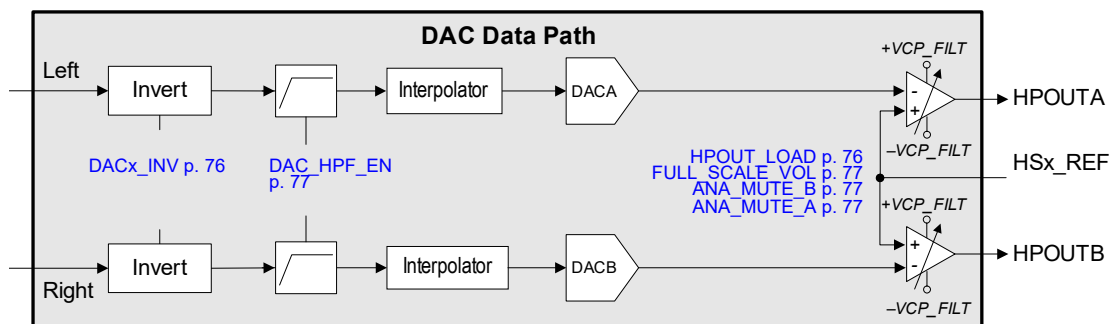 DAC Data Path
Left
Invert
Interpolator
DACA
+VCP_FILT
-
+
–VCP_FILT
HPOUTA
DACx_INV p. 76
DAC_HPF_EN
p. 77
HPOUT_LOAD p. 76
FULL_SCALE_VOL p. 77
ANA_MUTE_B p. 77
ANA_MUTE_A p. 77
HSx_REF
Right
Invert
Interpolator
DACB
+VCP_FILT
+
-
–VCP_FILT
HPOUTB